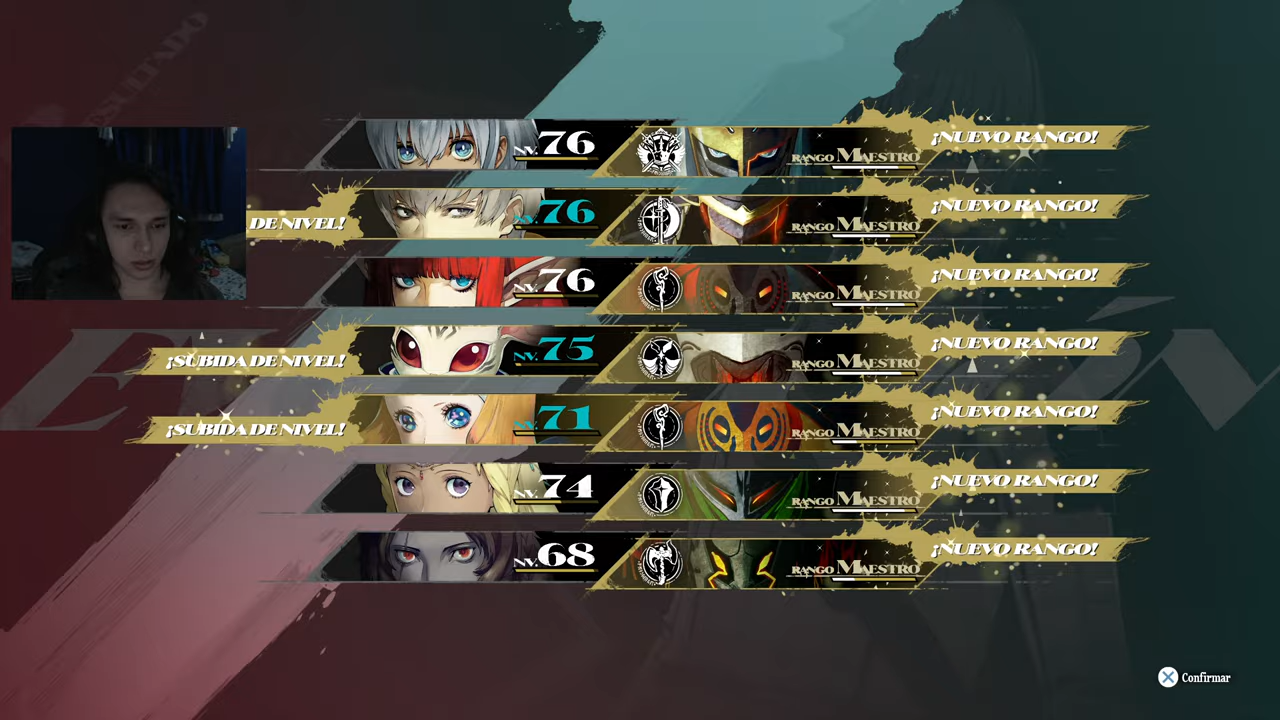 RESULTADO
NV. 76
RANGO MAESTRO
¡NUEVO RANGO!
DE NIVEL!
NV. 76
RANGO MAESTRO
¡NUEVO RANGO!
NV. 76
RANGO MAESTRO
¡NUEVO RANGO!
¡SUBIDA DE NIVEL!
NV. 75
RANGO MAESTRO
¡NUEVO RANGO!
¡SUBIDA DE NIVEL!
NV. 71
RANGO MAESTRO
¡NUEVO RANGO!
NV. 74
RANGO MAESTRO
¡NUEVO RANGO!
NV. 68
RANGO MAESTRO
¡NUEVO RANGO!
Confirmar